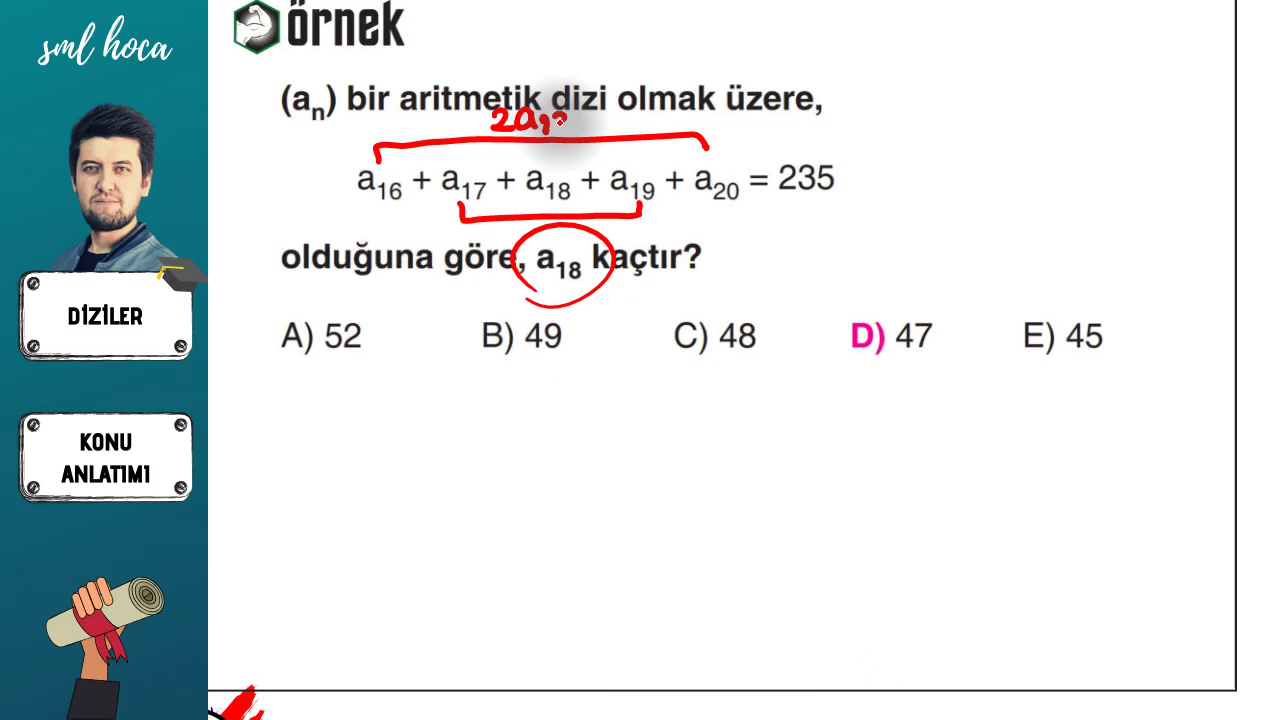 sml hoca
örnek
(aₙ) bir aritmetik dizi olmak üzere,
2a₁
a₁₆ + a₁₇ + a₁₈ + a₁₉ + a₂₀ = 235
olduğuna göre, a₁₈ kaçtır?
A) 52 B) 49 C) 48 D) 47 E) 45
DİZİLER
KONU
ANLATIMI